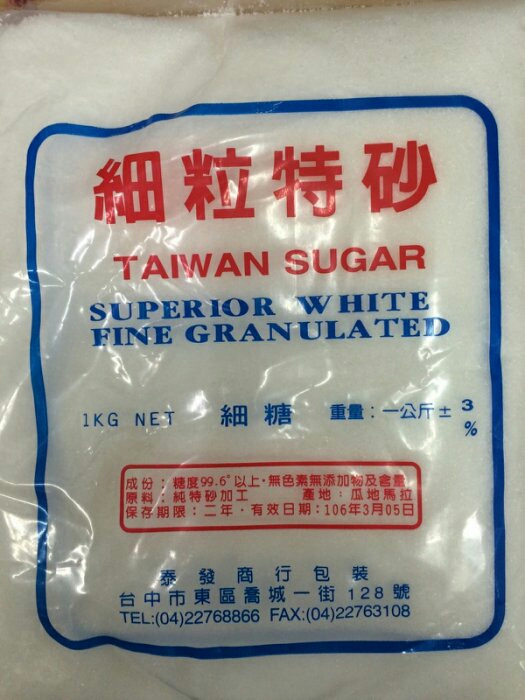 細粒特砂
TAIWAN SUGAR
SUPERIOR WHITE
FINE GRANULATED
1KG NET 細糖 重量:一公斤±3%
成份:糖度99.6°以上·無色素無添加物及含量
原料:純特砂加工 產地:瓜地馬拉
保存期限:二年·有效日期:106年3月05日
泰發商行包裝
台中市東區喬城一街128號
TEL:(04)22768866 FAX:(04)22763108